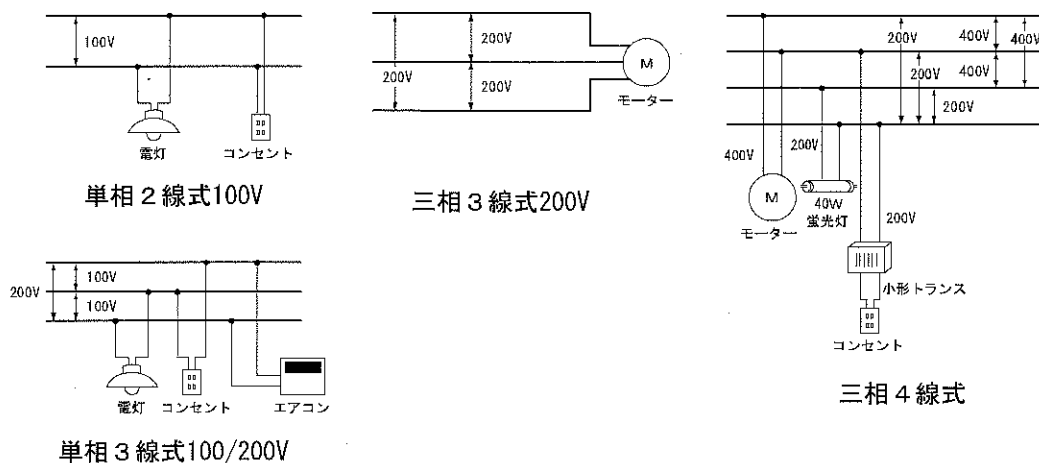 100V
電灯
コンセント
単相2線式100V
200V
200V
200V
M
モーター
三相3線式200V
200V
400V
400V
200V
400V
200V
400V
200V
M
モーター
40W
蛍光灯
200V
小形トランス
コンセント
三相4線式
200V
100V
100V
電灯
コンセント
エアコン
単相3線式100/200V